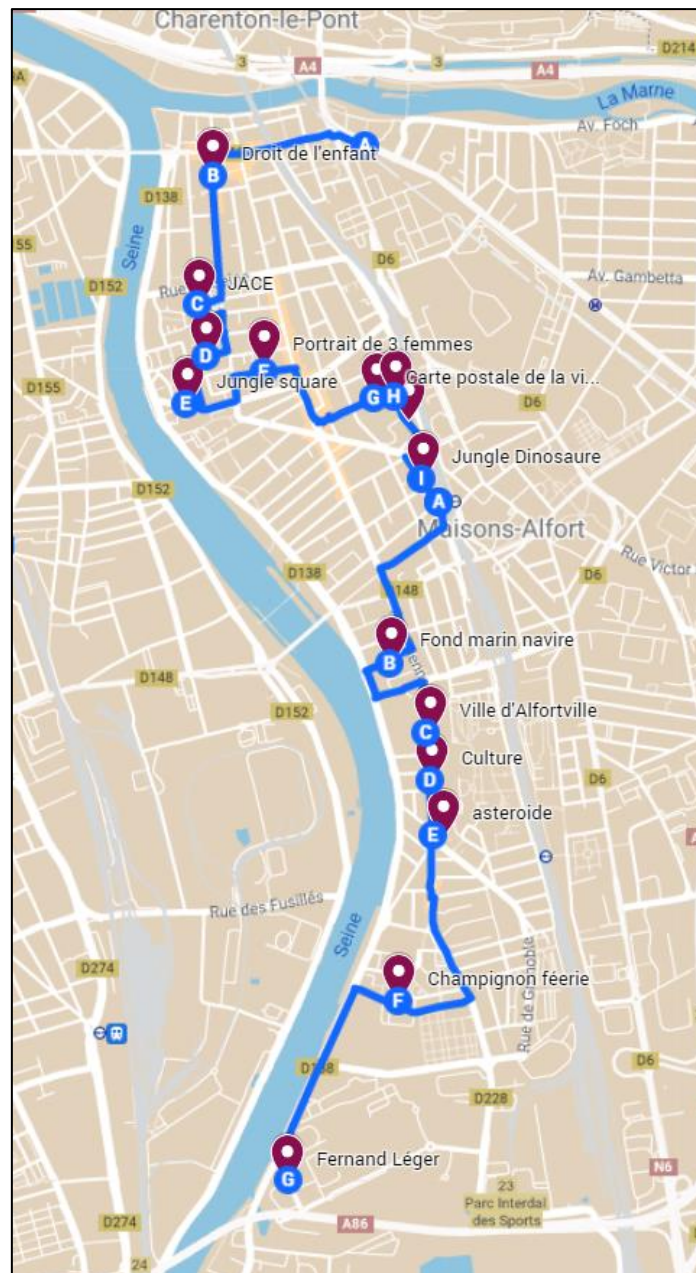 Charenton-le-Pont
D214
3
A4
3
A4
La Marne
Av. Foch
A
Droit de l'enfant
B
D138
D6
Seine
D152
55
Av. Gambetta
JACE
C
D
Portrait de 3 femmes
F
D155
Jungle square
E
Carte postale de la vi...
G
H
D6
Jungle Dinosaure
I
D152
A
Maisons-Alfort
Rue Victor
D138
D148
D6
Fond marin navire
B
D148
D152
Ville d'Alfortville
C
Culture
D
D6
asteroide
E
Rue des Fusillés
Seine
D274
Champignon féerie
F
Rue de Grenoble
D6
D228
Fernand Léger
G
N6
23
Parc Interdal
des Sports
D274
A86
24